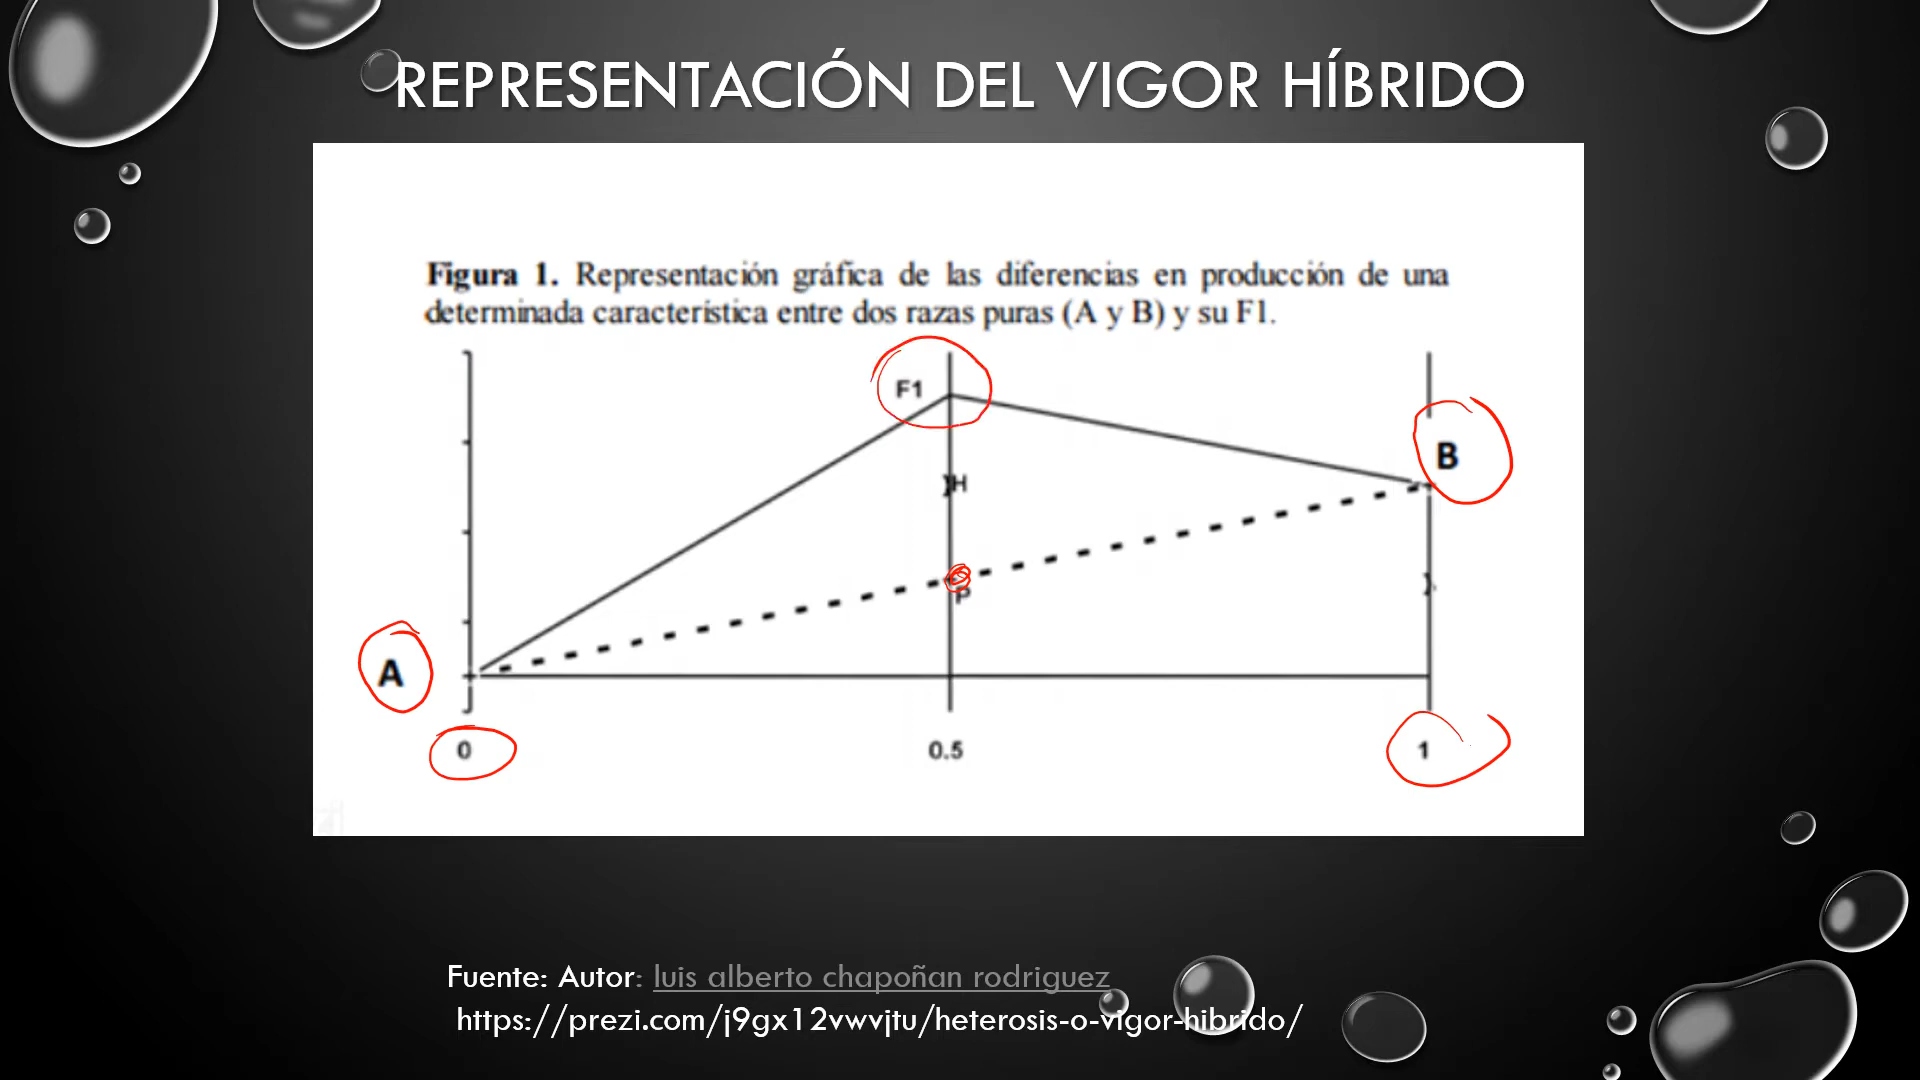 REPRESENTACIÓN DEL VIGOR HÍBRIDO
Figura 1. Representación gráfica de las diferencias en producción de una
determinada característica entre dos razas puras (A y B) y su F1.
F1
B
H
P
A
0
0.5
1
Fuente: Autor: luis alberto chapoñan rodriguez
https://prezi.com/j9gx12vwvjtu/heterosis-o-vigor-hibrido/